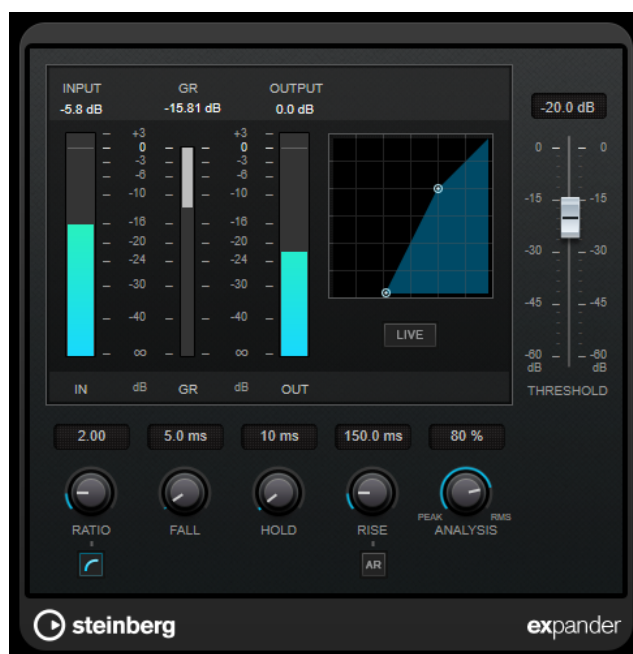 INPUT GR OUTPUT
-5.8 dB -15.81 dB 0.0 dB
-20.0 dB
+3 +3
0 0
-3 -3
-6 -6
-10 -10
-16 -16
-20 -20
-24 -24
-30 -30
-40 -40
∞ ∞
IN dB GR dB OUT
LIVE
0 0
-15 -15
-30 -30
-45 -45
-60 -60
dB dB
THRESHOLD
2.00 5.0 ms 10 ms 150.0 ms 80 %
PEAK RMS
RATIO FALL HOLD RISE ANALYSIS
AR
steinberg expander